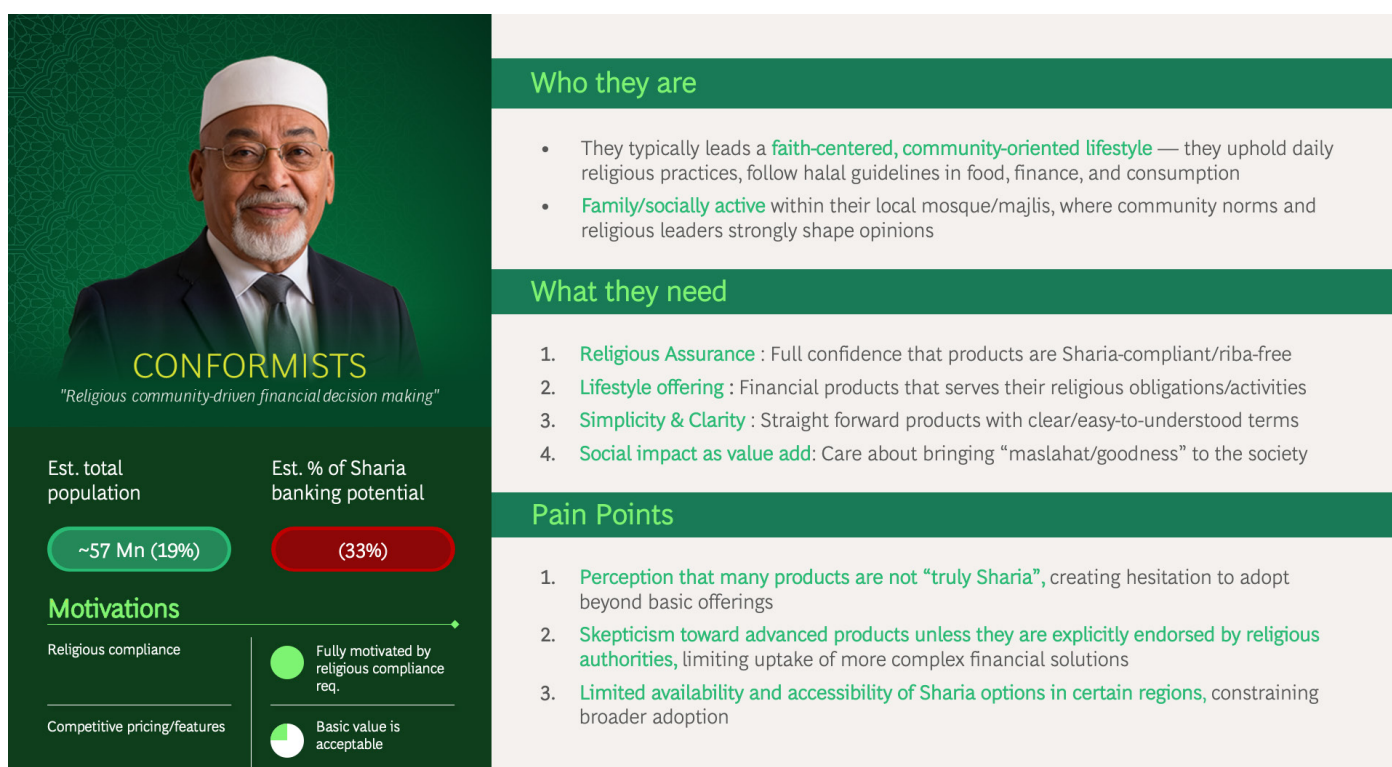 CONFORMISTS
"Religious community-driven financial decision making"
Est. total
population
Est. % of Sharia
banking potential
~57 Mn (19%)
(33%)
Motivations
Religious compliance
Fully motivated by
religious compliance
req.
Competitive pricing/features
Basic value is
acceptable
Who they are
• They typically leads a faith-centered, community-oriented lifestyle — they uphold daily
religious practices, follow halal guidelines in food, finance, and consumption
• Family/socially active within their local mosque/majlis, where community norms and
religious leaders strongly shape opinions
What they need
1. Religious Assurance : Full confidence that products are Sharia-compliant/riba-free
2. Lifestyle offering : Financial products that serves their religious obligations/activities
3. Simplicity & Clarity : Straight forward products with clear/easy-to-understood terms
4. Social impact as value add: Care about bringing “maslahat/goodness” to the society
Pain Points
1. Perception that many products are not “truly Sharia”, creating hesitation to adopt
beyond basic offerings
2. Skepticism toward advanced products unless they are explicitly endorsed by religious
authorities, limiting uptake of more complex financial solutions
3. Limited availability and accessibility of Sharia options in certain regions, constraining
broader adoption